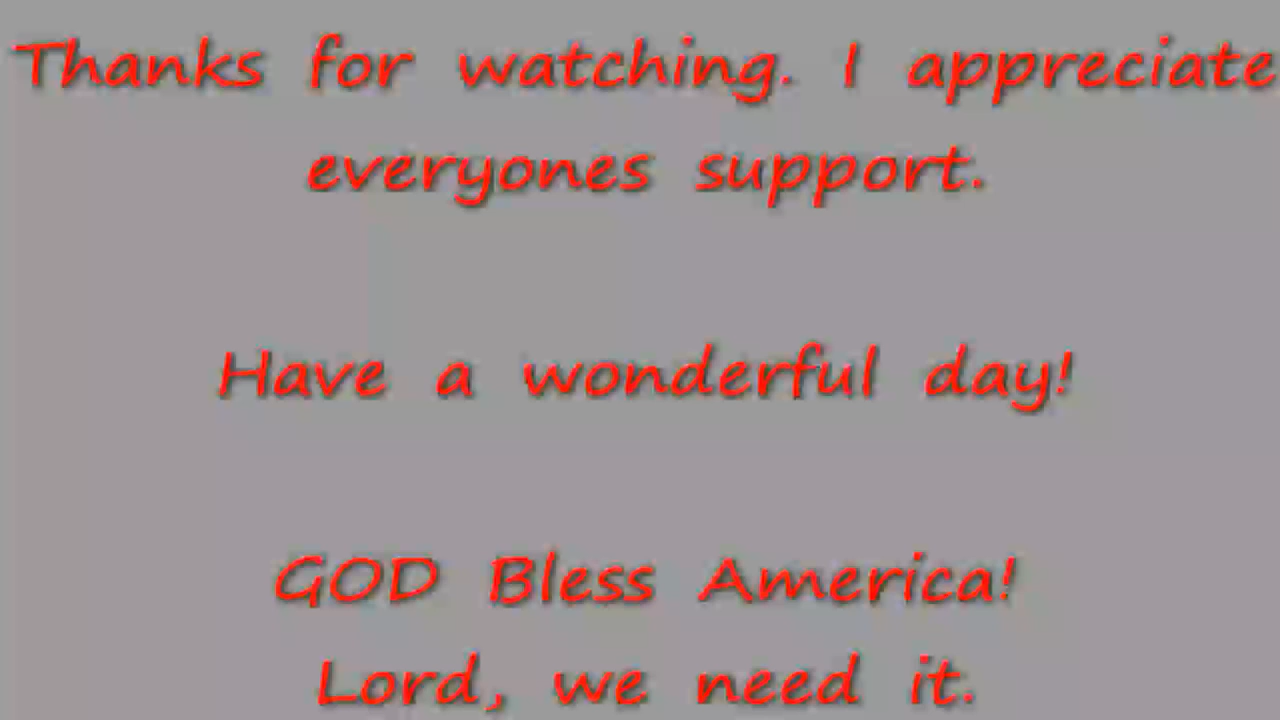 Thanks for watching. I appreciate
everyones support.
Have a wonderful day!
GOD Bless America!
Lord, we need it.